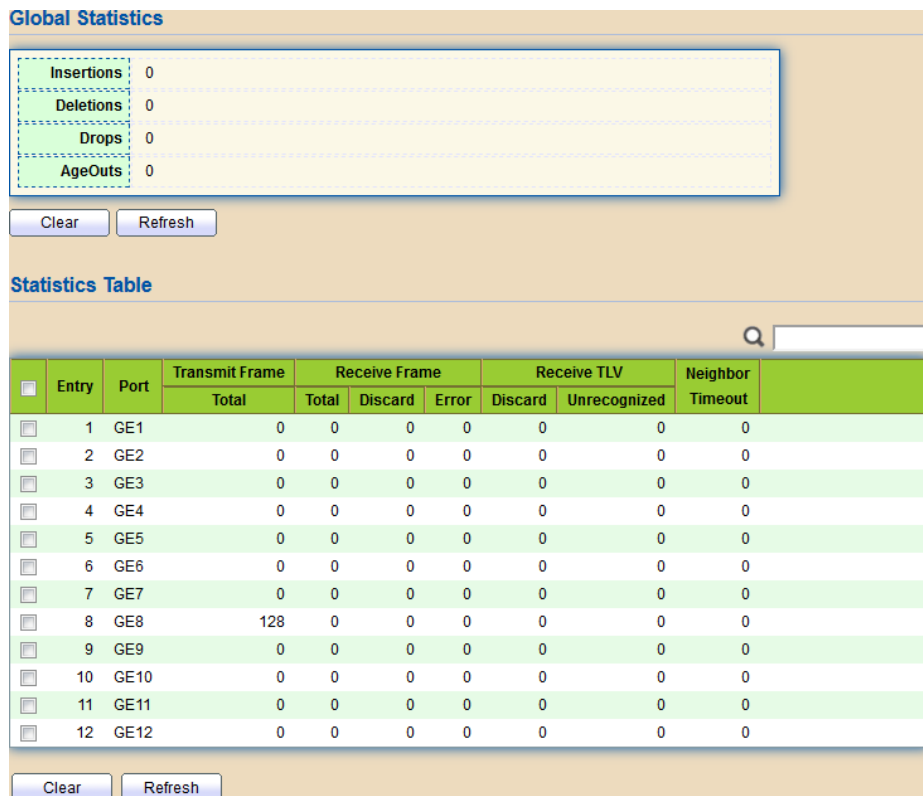 Global Statistics
Insertions 0
Deletions 0
Drops 0
AgeOuts 0
Clear Refresh
Statistics Table
Entry Port Transmit Frame Receive Frame Receive TLV Neighbor Timeout
Total Total Discard Error Discard Unrecognized
1 GE1 0 0 0 0 0 0 0
2 GE2 0 0 0 0 0 0 0
3 GE3 0 0 0 0 0 0 0
4 GE4 0 0 0 0 0 0 0
5 GE5 0 0 0 0 0 0 0
6 GE6 0 0 0 0 0 0 0
7 GE7 0 0 0 0 0 0 0
8 GE8 128 0 0 0 0 0 0
9 GE9 0 0 0 0 0 0 0
10 GE10 0 0 0 0 0 0 0
11 GE11 0 0 0 0 0 0 0
12 GE12 0 0 0 0 0 0 0
Clear Refresh